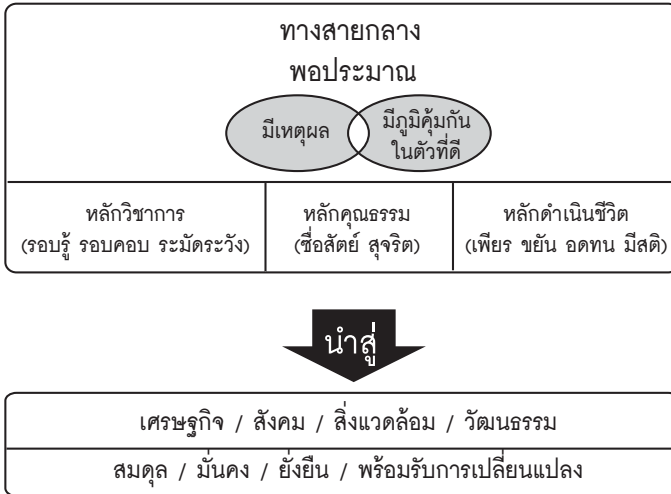 ทางสายกลาง
พอประมาณ
มีเหตุผล
มีภูมิคุ้มกัน
ในตัวที่ดี
หลักวิชาการ
(รอบรู้ รอบคอบ ระมัดระวัง)
หลักคุณธรรม
(ซื่อสัตย์ สุจริต)
หลักดำเนินชีวิต
(เพียร ขยัน อดทน มีสติ)
นำสู่
เศรษฐกิจ / สังคม / สิ่งแวดล้อม / วัฒนธรรม
สมดุล / มั่นคง / ยั่งยืน / พร้อมรับการเปลี่ยนแปลง